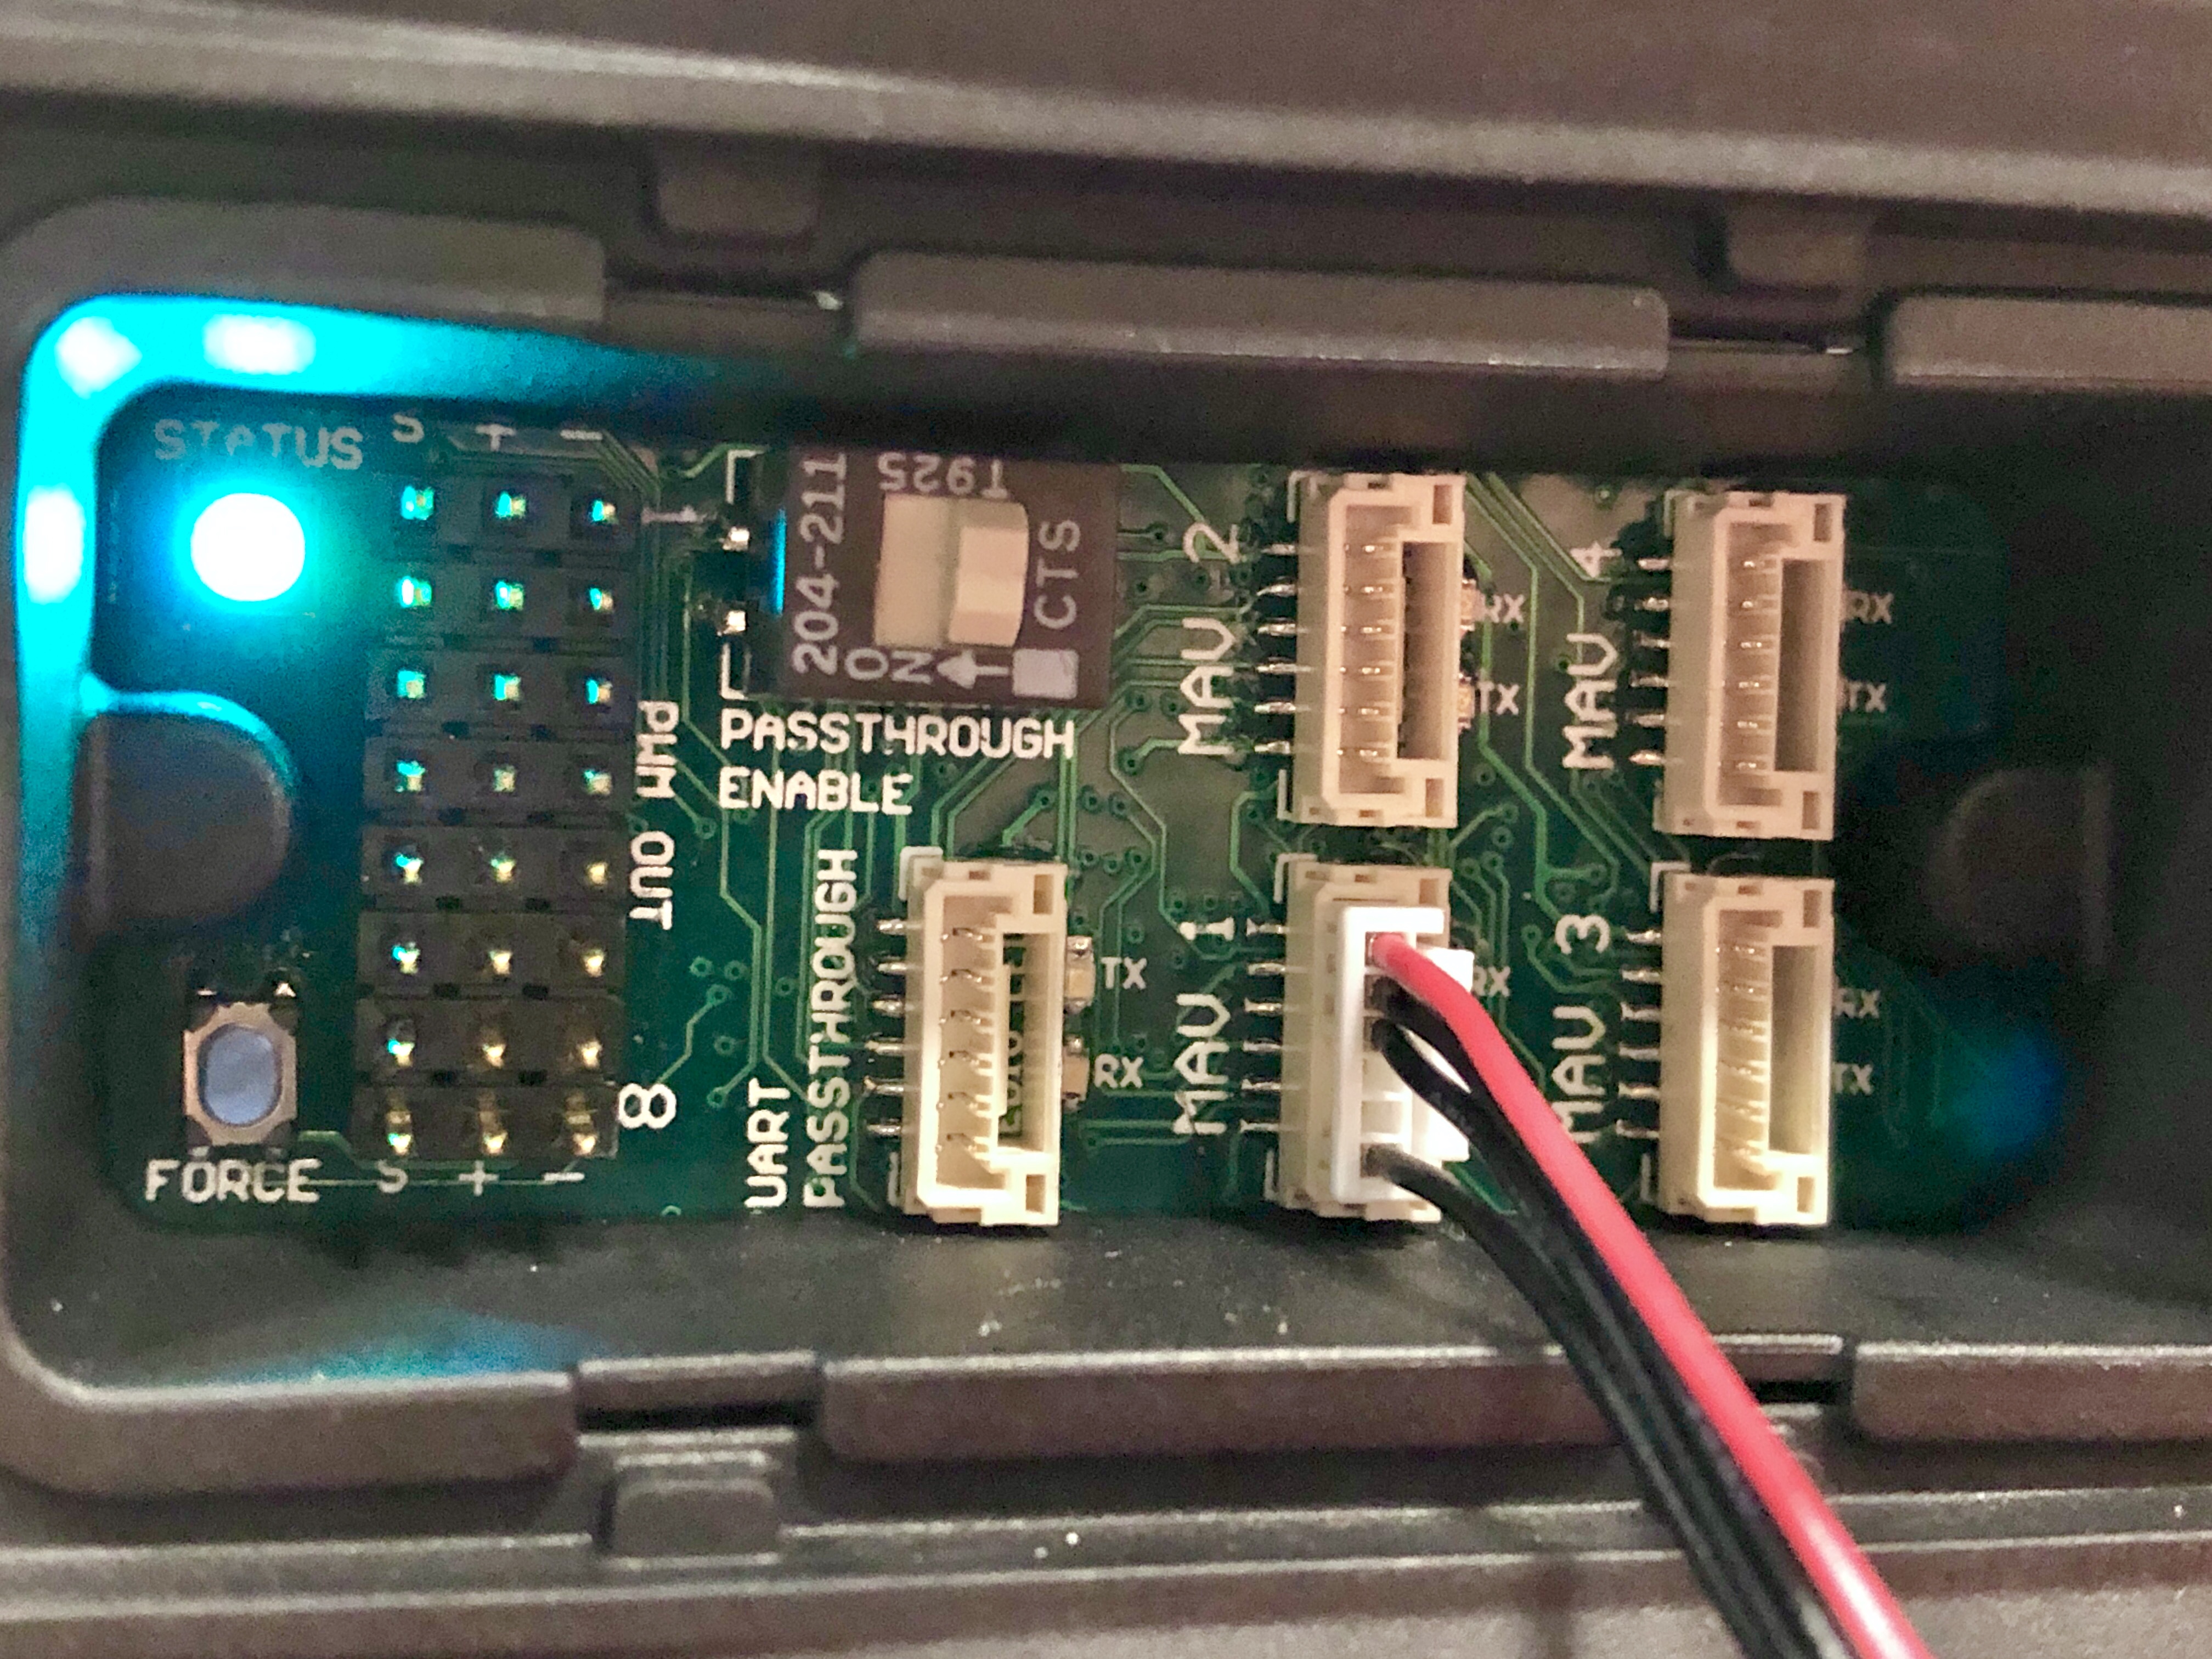 STATUS
S + -
1
PWM OUT
8
S + -
FORCE
204-211
T925
CTS
ON
PASSTHROUGH
ENABLE
UART
PASSTHROUGH
TX
RX
MAV 2
RX
TX
MAV 1
RX
MAV 4
RX
TX
MAV 3
RX
TX